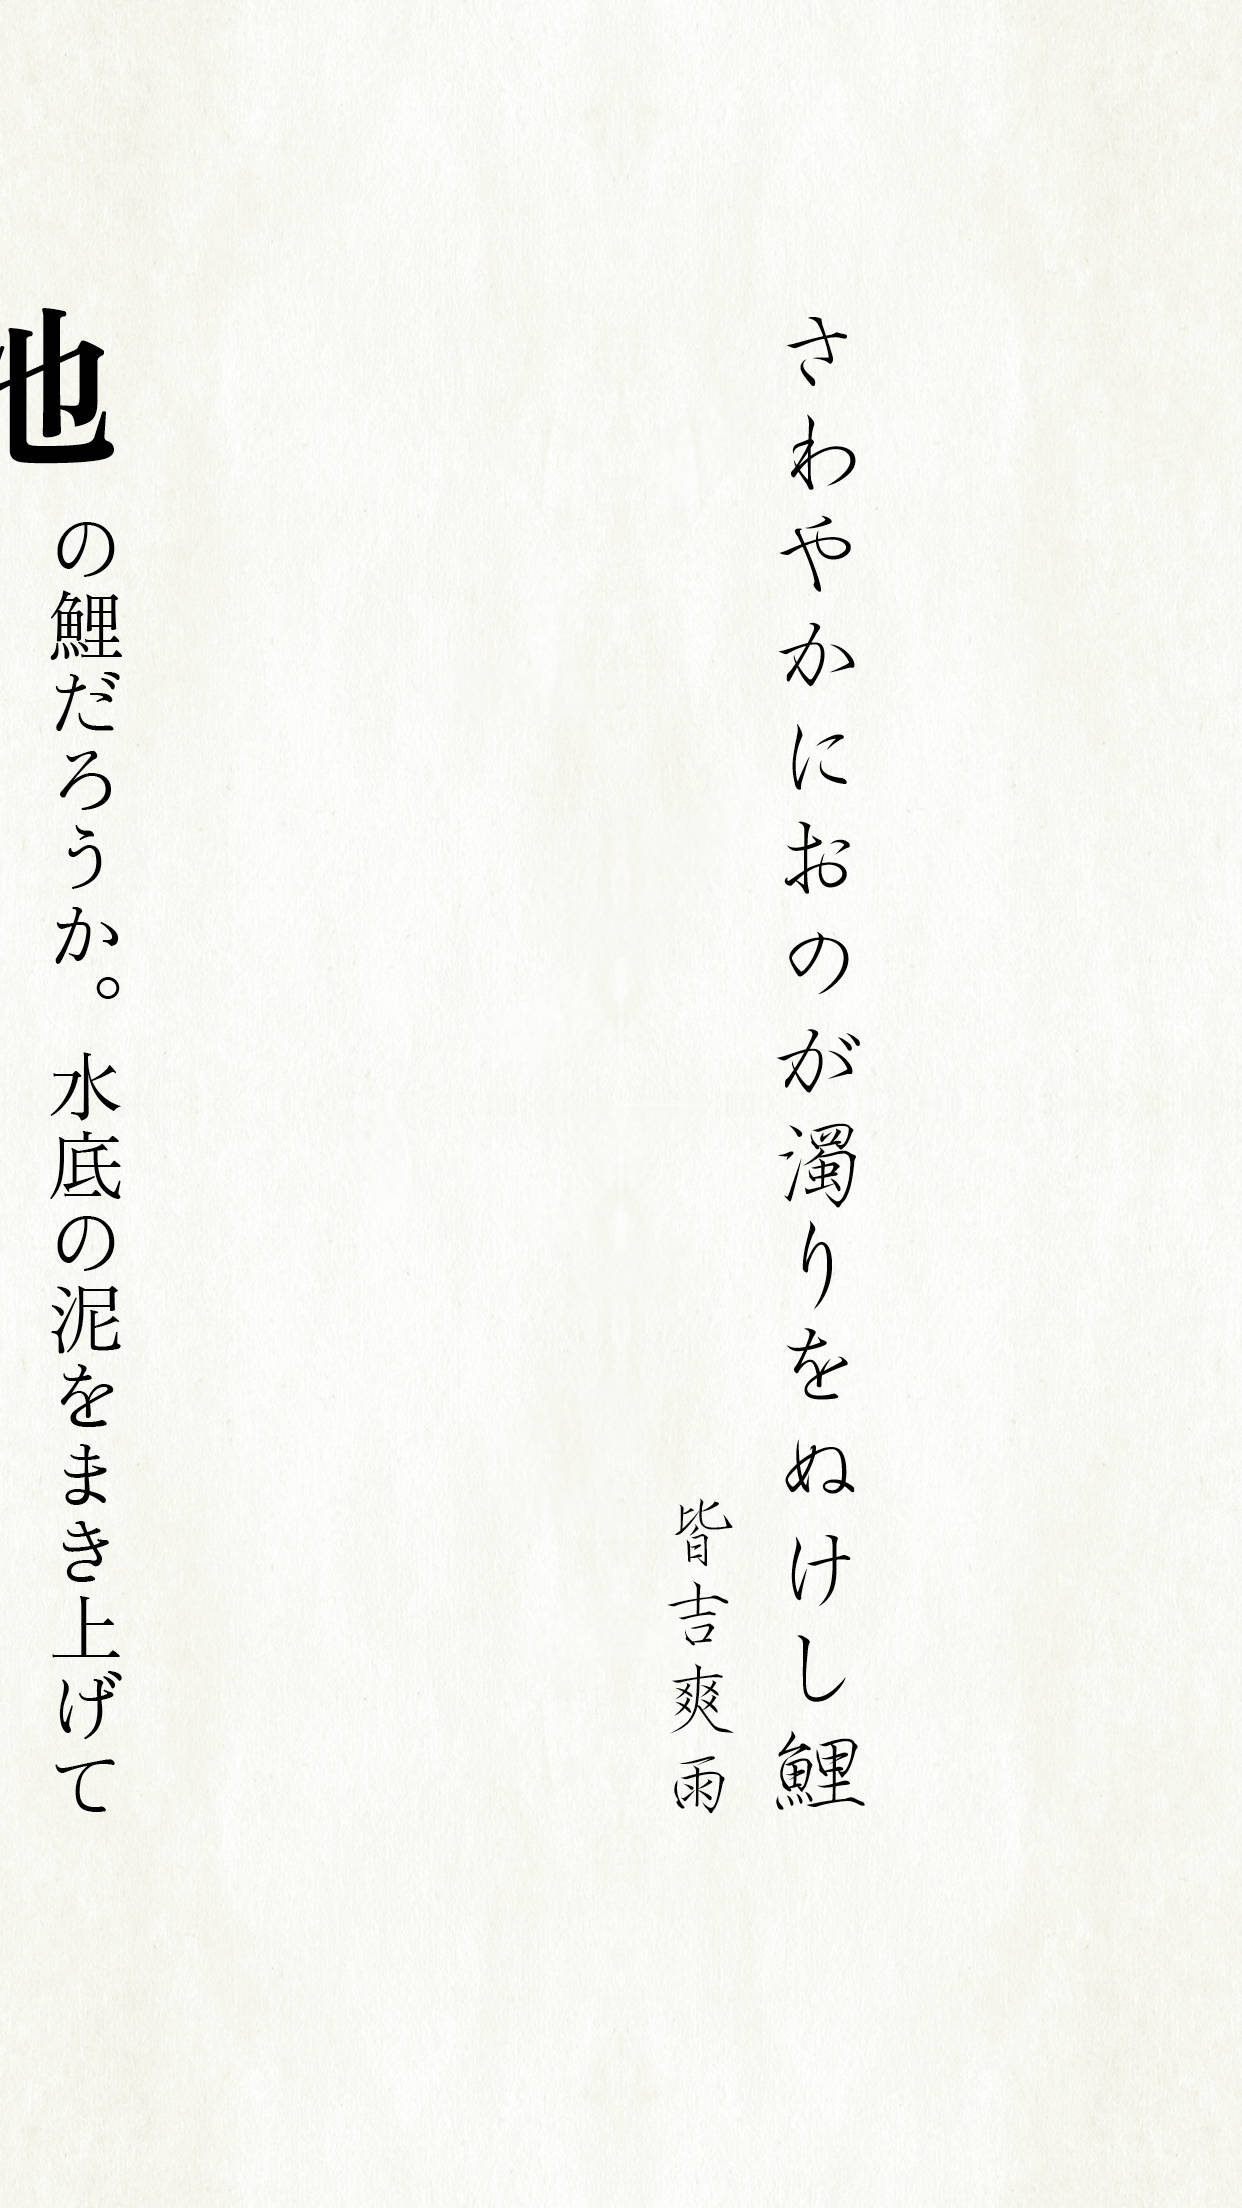 さわやかにおのが濁りをぬけし鯉
皆吉爽雨
池の鯉だろうか。水底の泥をまき上げて